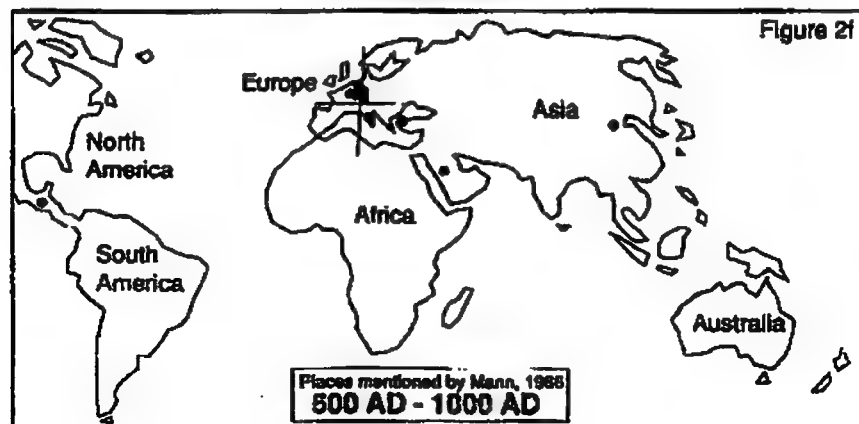 Figure 2f
Europe
Asia
North
America
Africa
South
America
Australia
Places mentioned by Mann, 1986
500 AD - 1000 AD